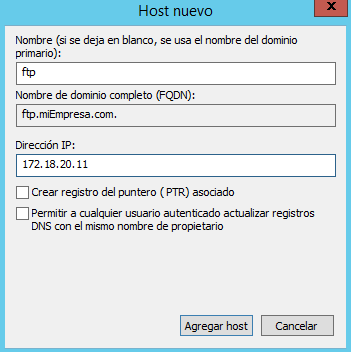 Host nuevo
x
Nombre (si se deja en blanco, se usa el nombre del dominio
primario):
ftp
Nombre de dominio completo (FQDN):
ftp.miEmpresa.com.
Dirección IP:
172.18.20.11
Crear registro del puntero (PTR) asociado
Permitir a cualquier usuario autenticado actualizar registros
DNS con el mismo nombre de propietario
Agregar host
Cancelar